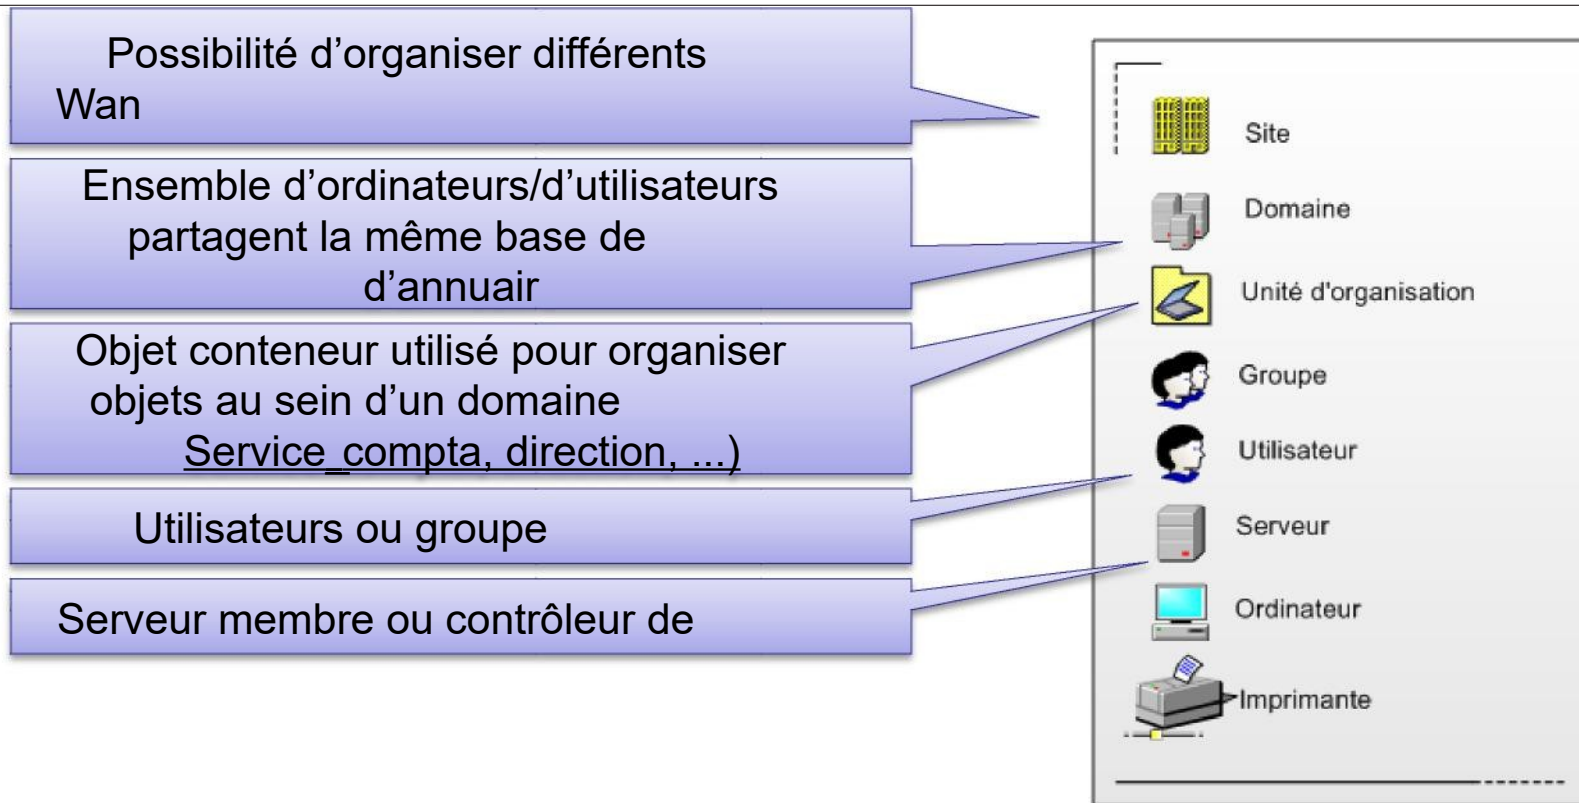 Possibilité d’organiser différents
Wan
Ensemble d’ordinateurs/d’utilisateurs
partagent la même base de
d’annuair
Objet conteneur utilisé pour organiser
objets au sein d’un domaine
Service_compta, direction, ...)
Utilisateurs ou groupe
Serveur membre ou contrôleur de
Site
Domaine
Unité d'organisation
Groupe
Utilisateur
Serveur
Ordinateur
Imprimante